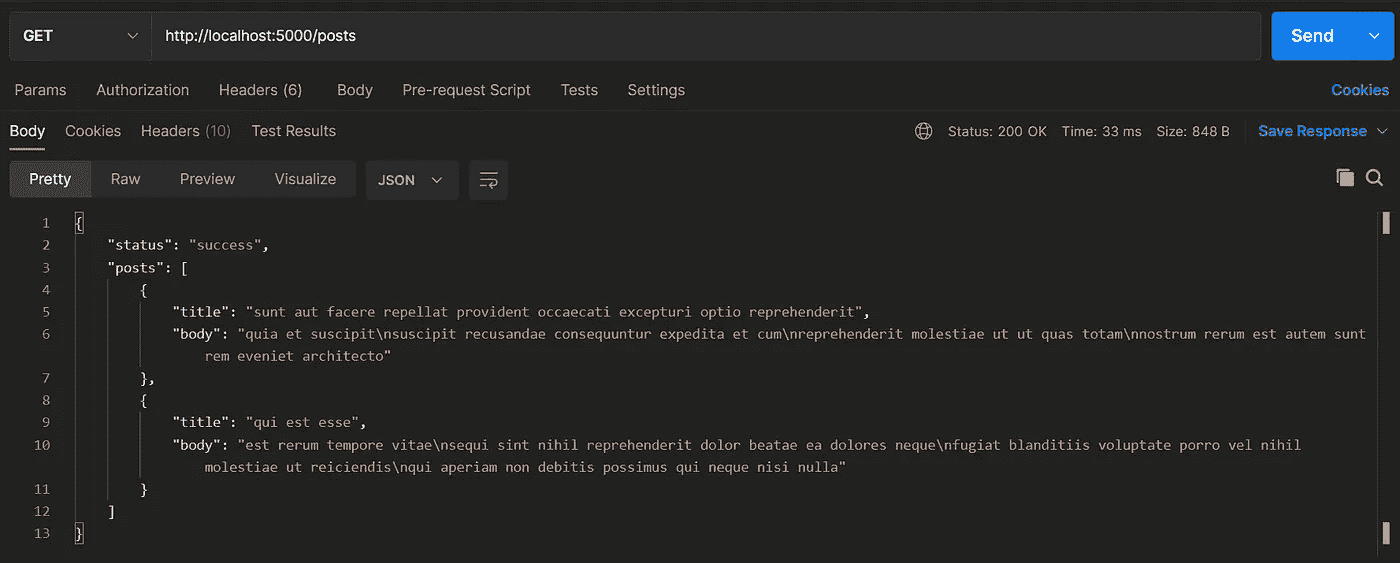 GET http://localhost:5000/posts Send
Params Authorization Headers (6) Body Pre-request Script Tests Settings Cookies
Body Cookies Headers (10) Test Results Status: 200 OK Time: 33 ms Size: 848 B Save Response
Pretty Raw Preview Visualize JSON
1 {
2 "status": "success",
3 "posts": [
4 {
5 "title": "sunt aut facere repellat provident occaecati excepturi optio reprehenderit",
6 "body": "quia et suscipit\nsuscipit recusandae consequuntur expedita et cum\nreprehenderit molestiae ut ut quas totam\nnostrum rerum est autem sunt
rem eveniet architecto"
7 },
8 {
9 "title": "qui est esse",
10 "body": "est rerum tempore vitae\nsequi sint nihil reprehenderit dolor beatae ea dolores neque\nfugiat blanditiis voluptate porro vel nihil
molestiae ut reiciendis\nqui aperiam non debitis possimus qui neque nisi nulla"
11 }
12 ]
13 }